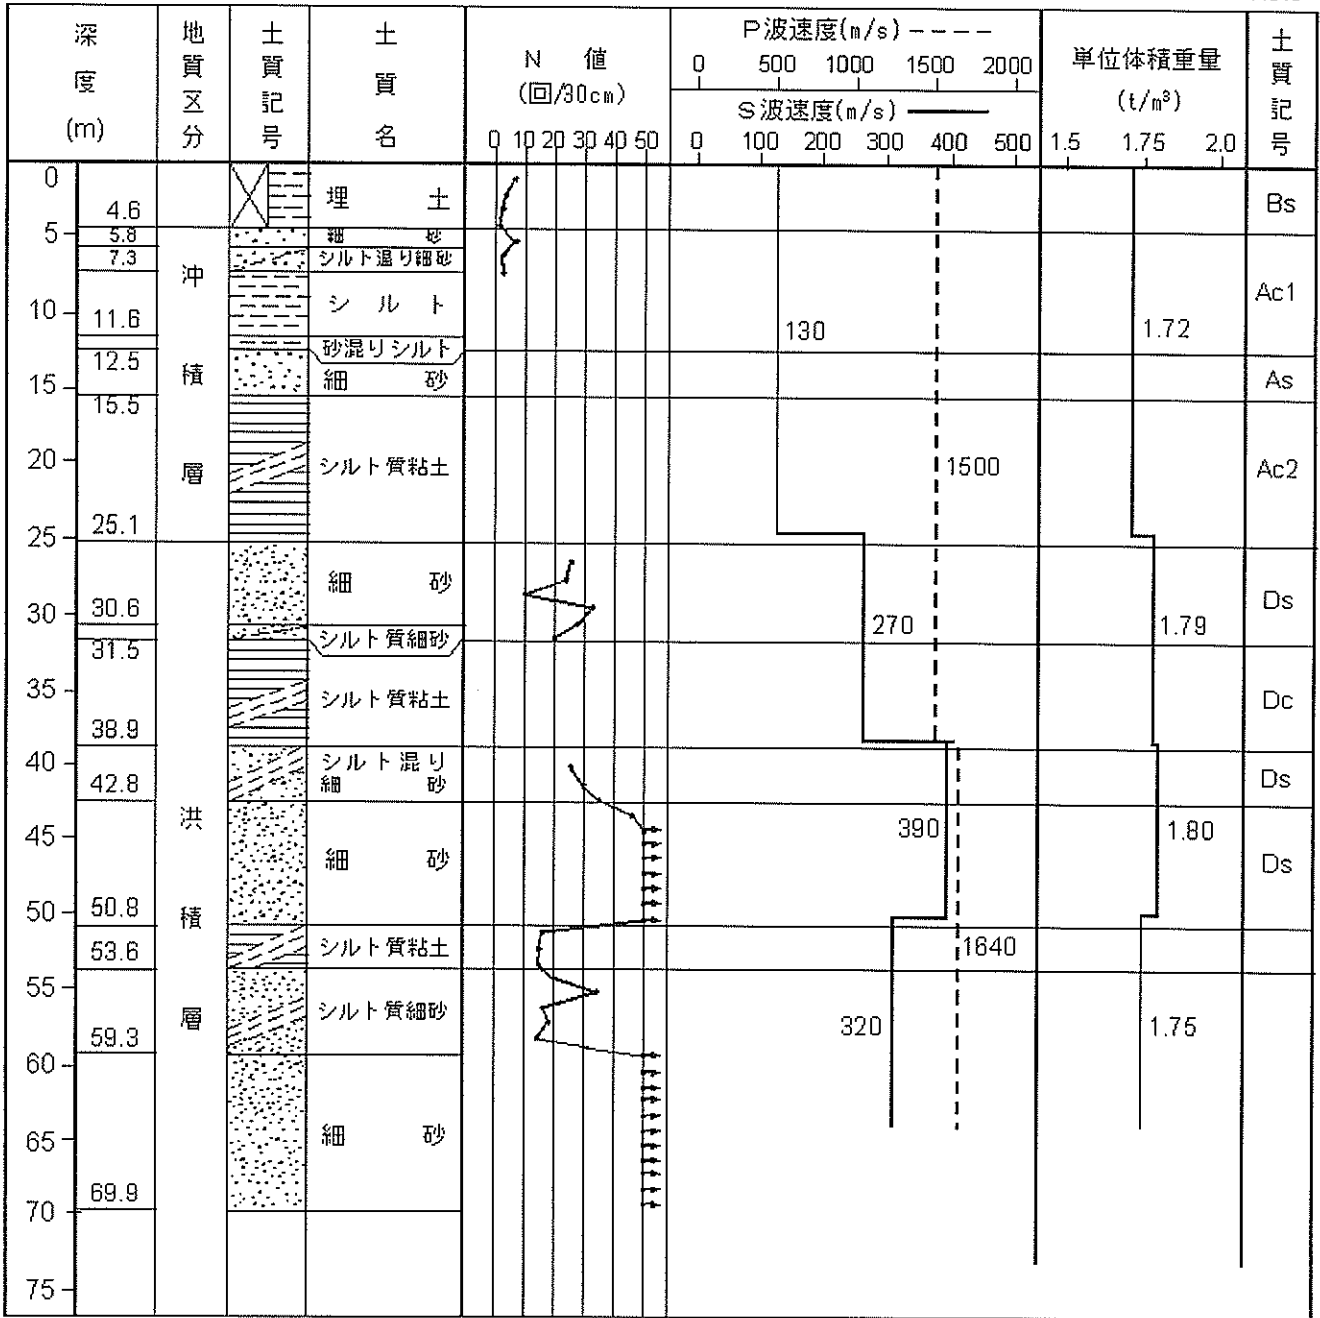 深度(m)
地質区分
土質記号
土質名
N 値
(回/30cm)
0 10 20 30 40 50
P波速度(m/s)
0 500 1000 1500 2000
S波速度(m/s)
0 100 200 300 400 500
単位体積重量
(t/m³)
1.5 1.75 2.0
土質記号
0
4.6
埋土
Bs
5
5.8
細砂
7.3
シルト混り細砂
沖積層
10
11.6
シルト
130
1.72
Ac1
12.5
砂混りシルト
15
細砂
As
15.5
20
シルト質粘土
1500
Ac2
25
25.1
細砂
Ds
30
30.6
270
1.79
シルト質細砂
31.5
35
シルト質粘土
Dc
38.9
40
シルト混り
細砂
Ds
42.8
洪積層
45
390
1.80
細砂
Ds
50
50.8
シルト質粘土
1640
53.6
55
シルト質細砂
320
1.75
59.3
60
細砂
65
69.9
70
75